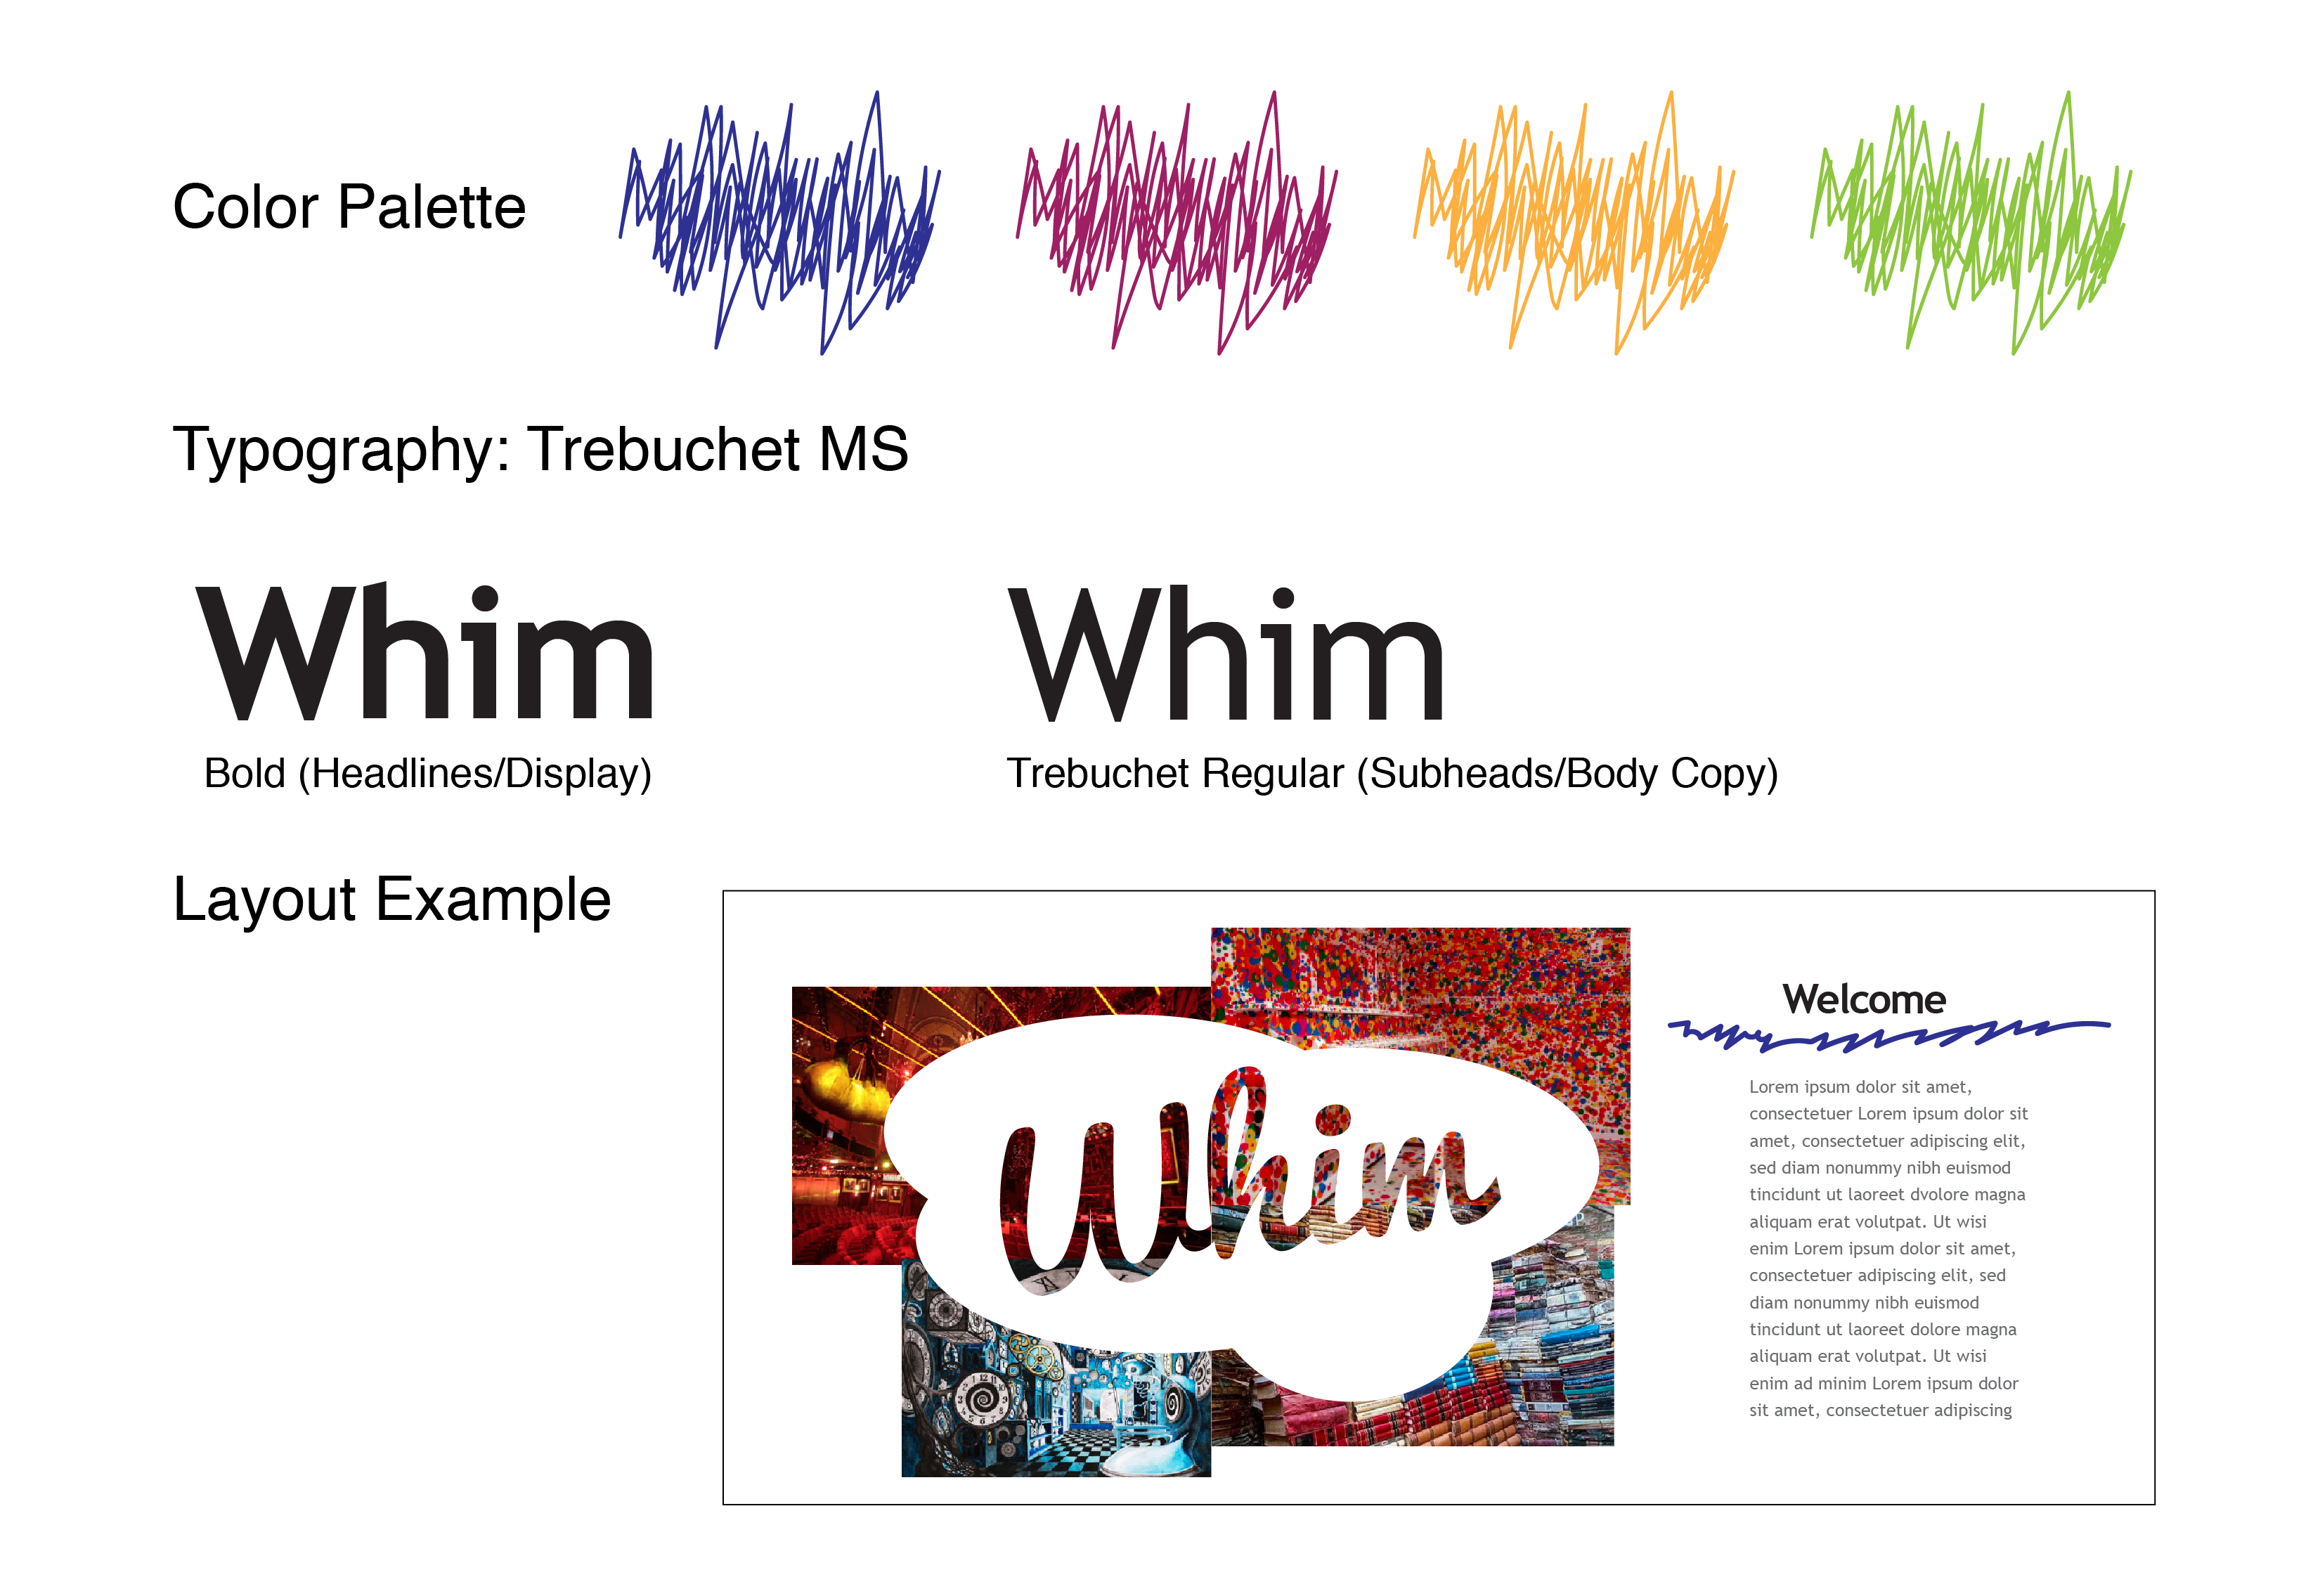 Color Palette
Typography: Trebuchet MS
Whim
Whim
Bold (Headlines/Display)
Trebuchet Regular (Subheads/Body Copy)
Layout Example
Whim
Welcome
Lorem ipsum dolor sit amet,
consectetuer Lorem ipsum dolor sit
amet, consectetuer adipiscing elit,
sed diam nonummy nibh euismod
tincidunt ut laoreet dvolore magna
aliquam erat volutpat. Ut wisi
enim Lorem ipsum dolor sit amet,
consectetuer adipiscing elit, sed
diam nonummy nibh euismod
tincidunt ut laoreet dolore magna
aliquam erat volutpat. Ut wisi
enim ad minim Lorem ipsum dolor
sit amet, consectetuer adipiscing